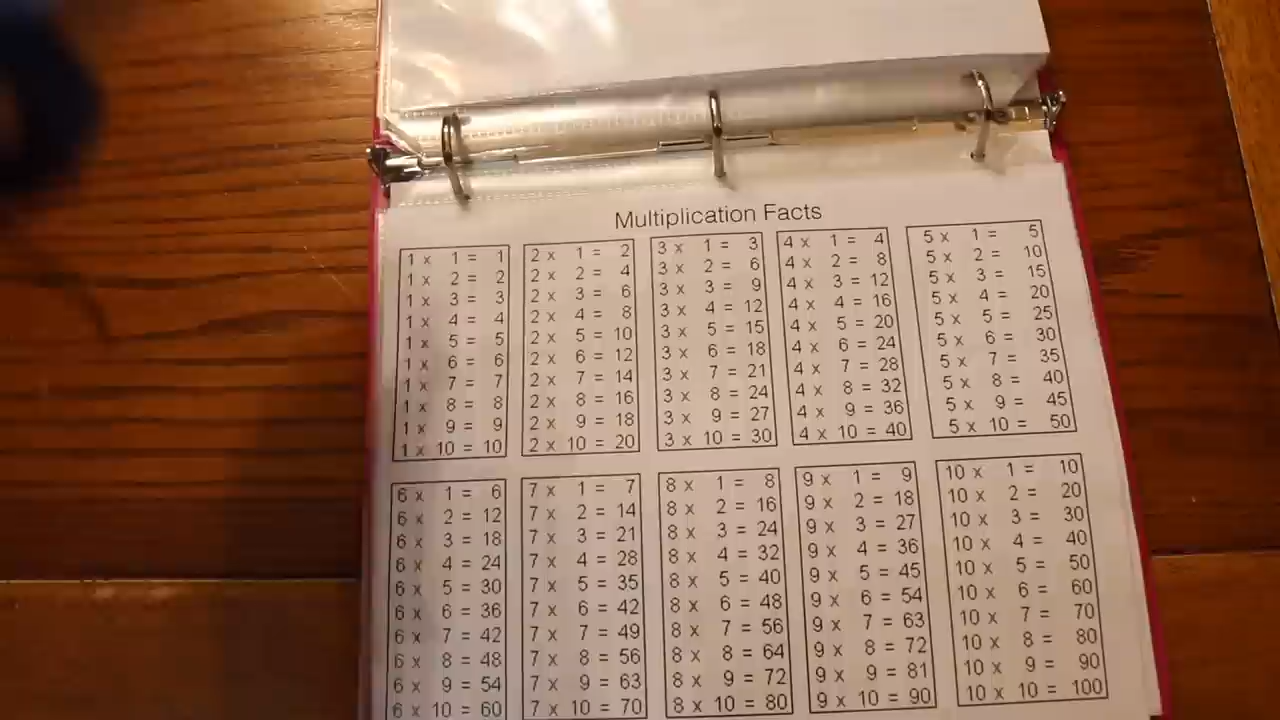 Multiplication Facts
1 x 1 = 1
1 x 2 = 2
1 x 3 = 3
1 x 4 = 4
1 x 5 = 5
1 x 6 = 6
1 x 7 = 7
1 x 8 = 8
1 x 9 = 9
1 x 10 = 10
2 x 1 = 2
2 x 2 = 4
2 x 3 = 6
2 x 4 = 8
2 x 5 = 10
2 x 6 = 12
2 x 7 = 14
2 x 8 = 16
2 x 9 = 18
2 x 10 = 20
3 x 1 = 3
3 x 2 = 6
3 x 3 = 9
3 x 4 = 12
3 x 5 = 15
3 x 6 = 18
3 x 7 = 21
3 x 8 = 24
3 x 9 = 27
3 x 10 = 30
4 x 1 = 4
4 x 2 = 8
4 x 3 = 12
4 x 4 = 16
4 x 5 = 20
4 x 6 = 24
4 x 7 = 28
4 x 8 = 32
4 x 9 = 36
4 x 10 = 40
5 x 1 = 5
5 x 2 = 10
5 x 3 = 15
5 x 4 = 20
5 x 5 = 25
5 x 6 = 30
5 x 7 = 35
5 x 8 = 40
5 x 9 = 45
5 x 10 = 50
6 x 1 = 6
6 x 2 = 12
6 x 3 = 18
6 x 4 = 24
6 x 5 = 30
6 x 6 = 36
6 x 7 = 42
6 x 8 = 48
6 x 9 = 54
6 x 10 = 60
7 x 1 = 7
7 x 2 = 14
7 x 3 = 21
7 x 4 = 28
7 x 5 = 35
7 x 6 = 42
7 x 7 = 49
7 x 8 = 56
7 x 9 = 63
7 x 10 = 70
8 x 1 = 8
8 x 2 = 16
8 x 3 = 24
8 x 4 = 32
8 x 5 = 40
8 x 6 = 48
8 x 7 = 56
8 x 8 = 64
8 x 9 = 72
8 x 10 = 80
9 x 1 = 9
9 x 2 = 18
9 x 3 = 27
9 x 4 = 36
9 x 5 = 45
9 x 6 = 54
9 x 7 = 63
9 x 8 = 72
9 x 9 = 81
9 x 10 = 90
10 x 1 = 10
10 x 2 = 20
10 x 3 = 30
10 x 4 = 40
10 x 5 = 50
10 x 6 = 60
10 x 7 = 70
10 x 8 = 80
10 x 9 = 90
10 x 10 = 100